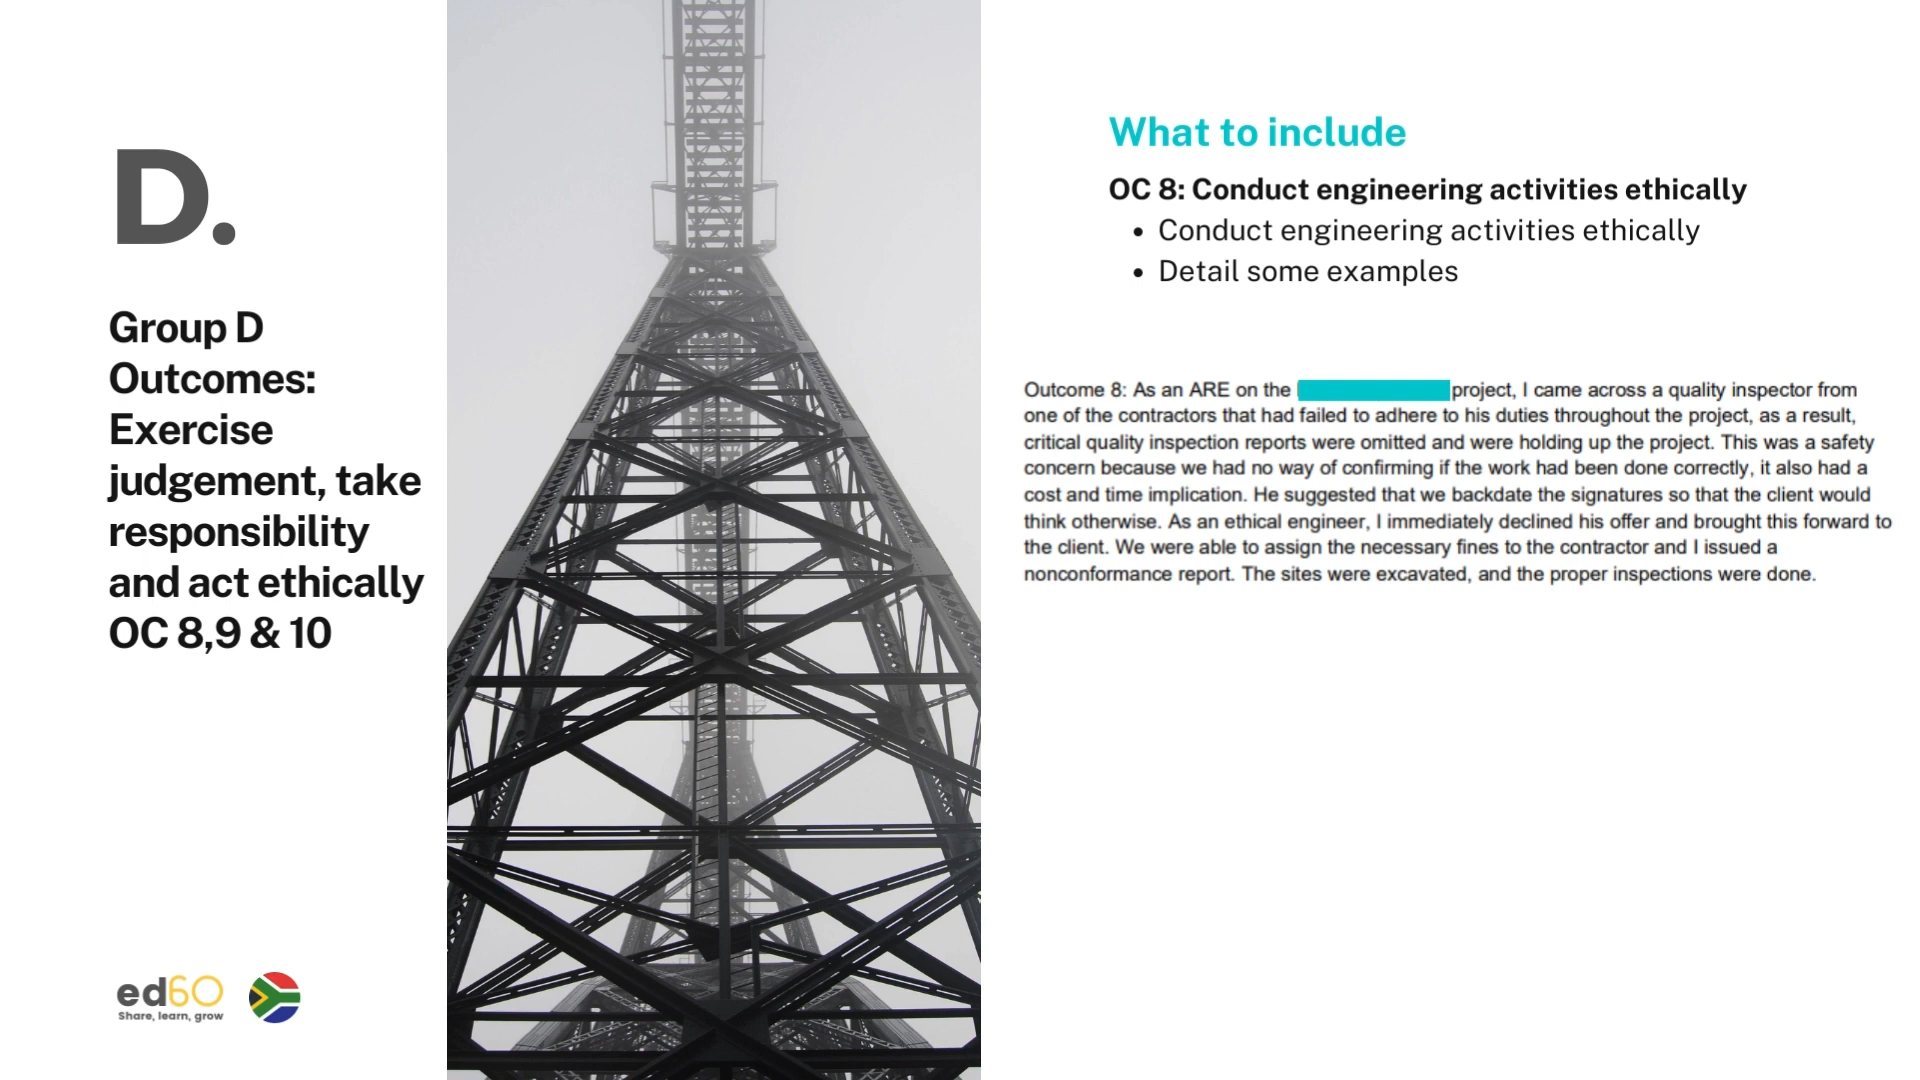 D.
Group D
Outcomes:
Exercise
judgement, take
responsibility
and act ethically
OC 8,9 & 10
ed60
Share, learn, grow
What to include
OC 8: Conduct engineering activities ethically
• Conduct engineering activities ethically
• Detail some examples
Outcome 8: As an ARE on the project, I came across a quality inspector from
one of the contractors that had failed to adhere to his duties throughout the project, as a result,
critical quality inspection reports were omitted and were holding up the project. This was a safety
concern because we had no way of confirming if the work had been done correctly, it also had a
cost and time implication. He suggested that we backdate the signatures so that the client would
think otherwise. As an ethical engineer, I immediately declined his offer and brought this forward to
the client. We were able to assign the necessary fines to the contractor and I issued a
nonconformance report. The sites were excavated, and the proper inspections were done.